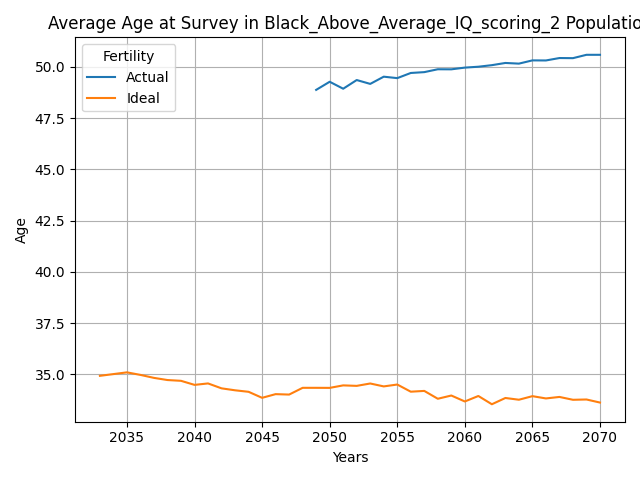 Average Age at Survey in Black_Above_Average_IQ_scoring_2 Populatio
Fertility
Actual
Ideal
50.0
47.5
45.0
42.5
40.0
37.5
35.0
Age
2035 2040 2045 2050 2055 2060 2065 2070
Years